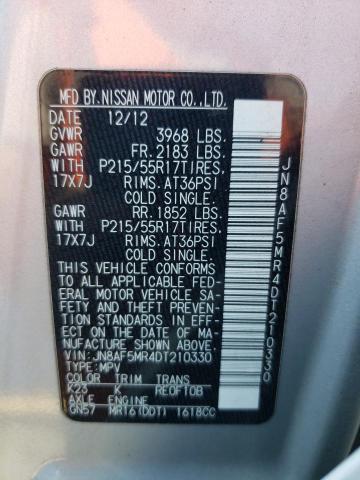 MFD BY.NISSAN MOTOR CO.,LTD.
DATE 12/12
GVWR 3968 LBS.
GAWR FR.2183 LBS.
WITH P215/55R17TIRES
17X7J RIMS.AT36PSI
COLD SINGLE.
GAWR RR.1852 LBS.
WITH P215/55R17TIRES
17X7J RIMS.AT36PSI
COLD SINGLE.
THIS VEHICLE CONFORMS
TO ALL APPLICABLE FED-
ERAL MOTOR VEHICLE SA-
FETY AND THEFT PREVEN-
TION STANDARDS IN EF-
FECT ON THE DATE OF MA-
NUFACTURE SHOWN ABOVE.
VIN:JN8AF5MR4DT210330
TYPE:MPV
COLOR TRIM TRANS
K23 K RE0F10B
AXLE ENGINE
GN57 MR16(DDT) 1618CC
JN8AF5MR4DT210330